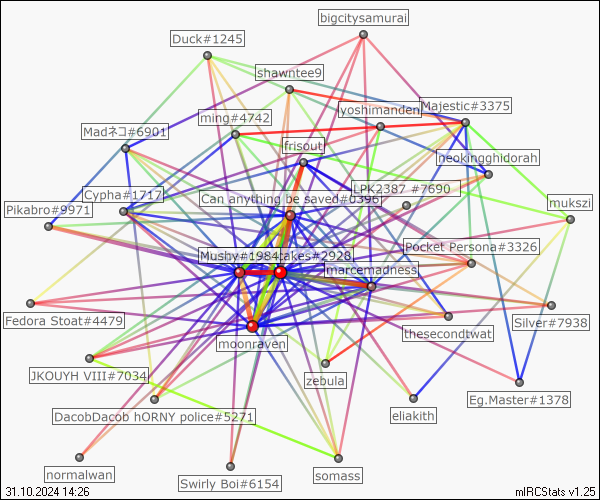 bigcitysamurai
Duck#1245
shawntee9
yoshimanden
Majestic#3375
ming#4742
Madネコ#6901
frisout
neokingghidorah
LPK2387 #7690
Cypha#1717
Can anything be saved#0396
mukszi
Pikabro#9971
Pocket Persona#3326
Mushy#1984
takes#2928
marcemadness
Fedora Stoat#4479
Silver#7938
thesecondtwat
moonraven
JKOUYH VIII#7034
zebula
Eg.Master#1378
DacobDacob hORNY police#5271
eliakith
normalwan
Swirly Boi#6154
somass
31.10.2024 14:26
mIRCStats v1.25